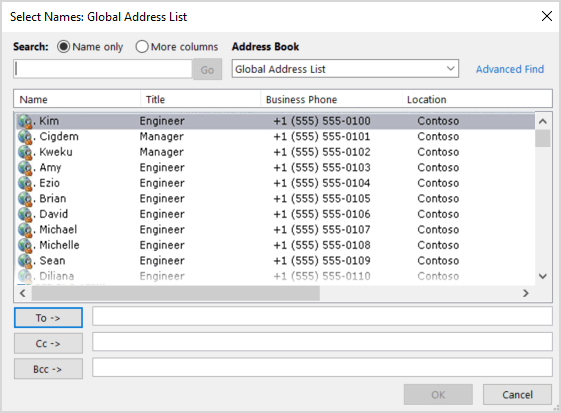 Select Names: Global Address List
Search: Name only More columns Address Book
Go Global Address List Advanced Find
Name Title Business Phone Location
. Kim Engineer +1 (555) 555-0100 Contoso
. Cigdem Manager +1 (555) 555-0101 Contoso
. Kweku Manager +1 (555) 555-0102 Contoso
. Amy Engineer +1 (555) 555-0103 Contoso
. Ezio Engineer +1 (555) 555-0104 Contoso
. Brian Engineer +1 (555) 555-0105 Contoso
. David Engineer +1 (555) 555-0106 Contoso
. Michael Engineer +1 (555) 555-0107 Contoso
. Michelle Engineer +1 (555) 555-0108 Contoso
. Sean Engineer +1 (555) 555-0109 Contoso
. Diliana Engineer +1 (555) 555-0110 Contoso
To ->
Cc ->
Bcc ->
OK Cancel